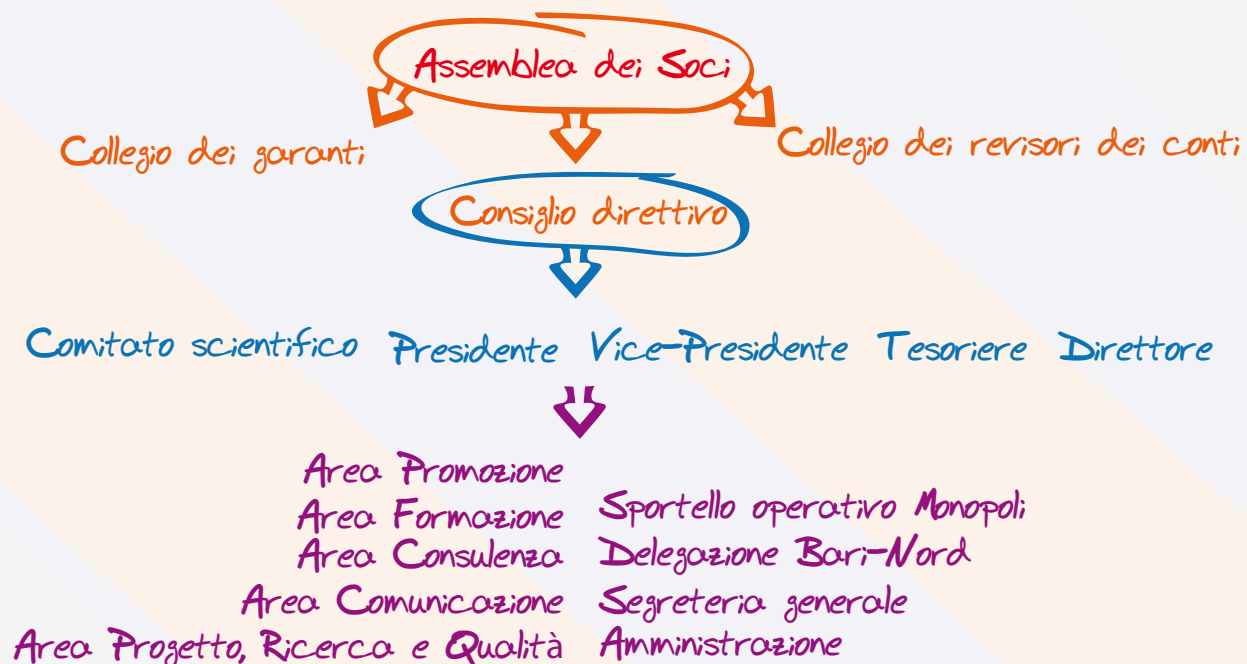 Assemblea dei Soci
Collegio dei garanti
Collegio dei revisori dei conti
Consiglio direttivo
Comitato scientifico Presidente Vice-Presidente Tesoriere Direttore
Area Promozione
Area Formazione
Area Consulenza
Area Comunicazione
Area Progetto, Ricerca e Qualità
Sportello operativo Monopoli
Delegazione Bari-Nord
Segreteria generale
Amministrazione